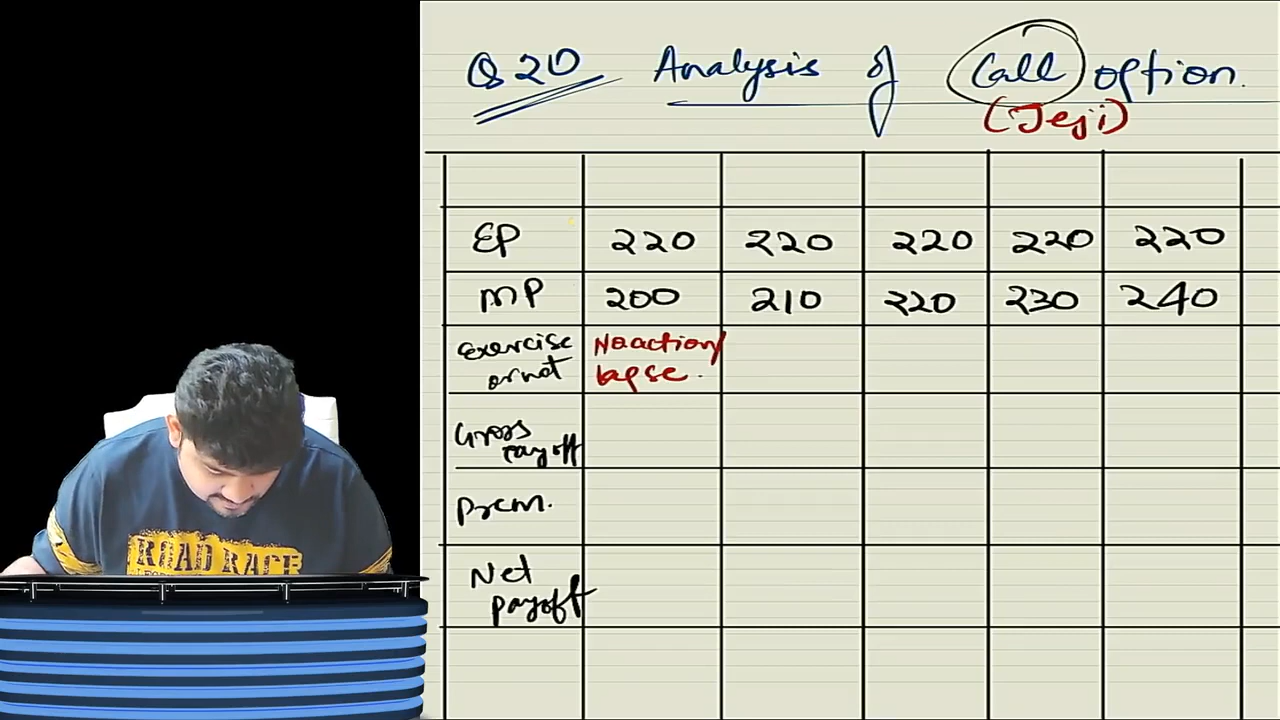 Q 20 Analysis of Call option.
(Teji)
EP 220 220 220 220 220
MP 200 210 220 230 240
Exercise or not No action/ lapse.
Gross payoff
Prem.
Net payoff
ROAD RACE